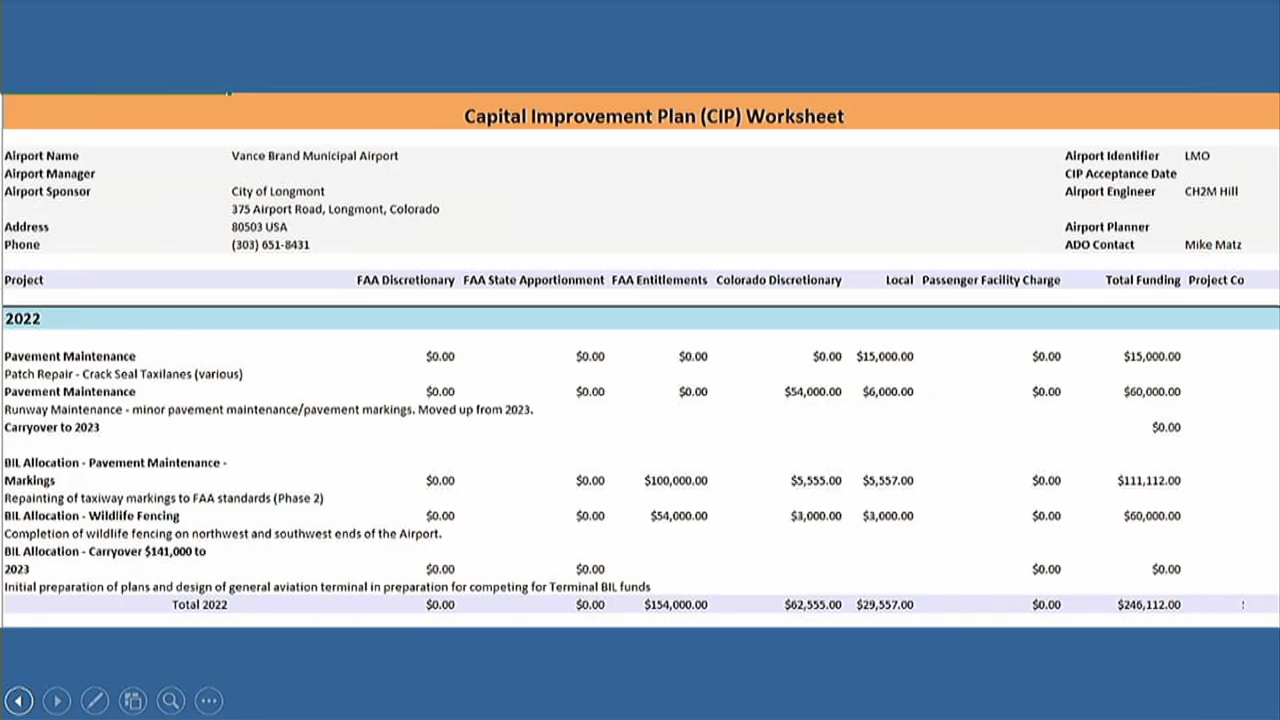 Capital Improvement Plan (CIP) Worksheet
Airport Name Vance Brand Municipal Airport Airport Identifier LMO
Airport Manager CIP Acceptance Date
Airport Sponsor City of Longmont Airport Engineer CH2M Hill
375 Airport Road, Longmont, Colorado
Address 80503 USA Airport Planner
Phone (303) 651-8431 ADO Contact Mike Matz
Project FAA Discretionary FAA State Apportionment FAA Entitlements Colorado Discretionary Local Passenger Facility Charge Total Funding Project Co
2022
Pavement Maintenance $0.00 $0.00 $0.00 $0.00 $15,000.00 $0.00 $15,000.00
Patch Repair - Crack Seal Taxilanes (various)
Pavement Maintenance $0.00 $0.00 $0.00 $54,000.00 $6,000.00 $0.00 $60,000.00
Runway Maintenance - minor pavement maintenance/pavement markings. Moved up from 2023.
Carryover to 2023 $0.00
BIL Allocation - Pavement Maintenance -
Markings $0.00 $0.00 $100,000.00 $5,555.00 $5,557.00 $0.00 $111,112.00
Repainting of taxiway markings to FAA standards (Phase 2)
BIL Allocation - Wildlife Fencing $0.00 $0.00 $54,000.00 $3,000.00 $3,000.00 $0.00 $60,000.00
Completion of wildlife fencing on northwest and southwest ends of the Airport.
BIL Allocation - Carryover $141,000 to
2023 $0.00 $0.00 $0.00 $0.00
Initial preparation of plans and design of general aviation terminal in preparation for competing for Terminal BIL funds
Total 2022 $0.00 $0.00 $154,000.00 $62,555.00 $29,557.00 $0.00 $246,112.00